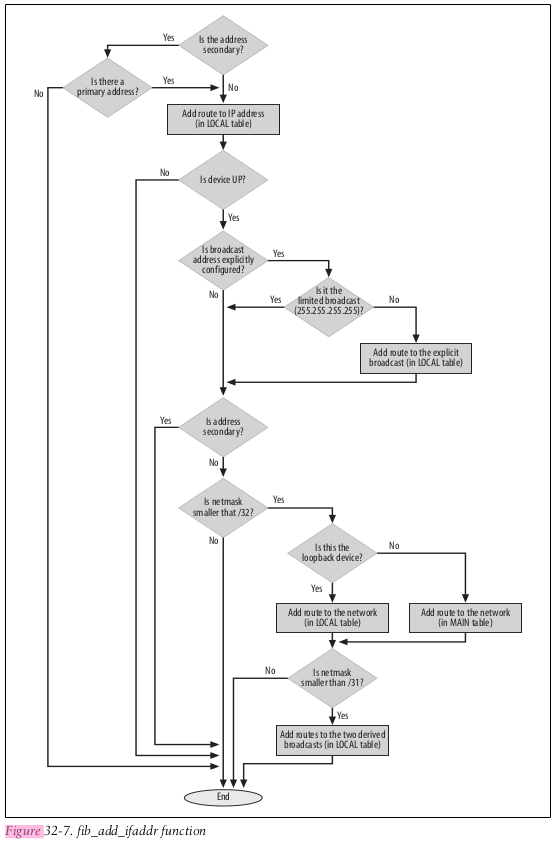 Is the address
secondary?
Yes
No
Is there a
primary address?
Yes
No
Add route to IP address
(in LOCAL table)
Is device UP?
No
Yes
Is broadcast
address explicitly
configured?
Yes
No
Is it the
limited broadcast
(255.255.255.255)?
Yes
No
Add route to the explicit
broadcast (in LOCAL table)
Is address
secondary?
Yes
No
Is netmask
smaller that /32?
Yes
No
Is this the
loopback device?
No
Yes
Add route to the network
(in LOCAL table)
Add route to the network
(in MAIN table)
Is netmask
smaller than /31?
No
Yes
Add routes to the two derived
broadcasts (in LOCAL table)
End
Figure 32-7. fib_add_ifaddr function